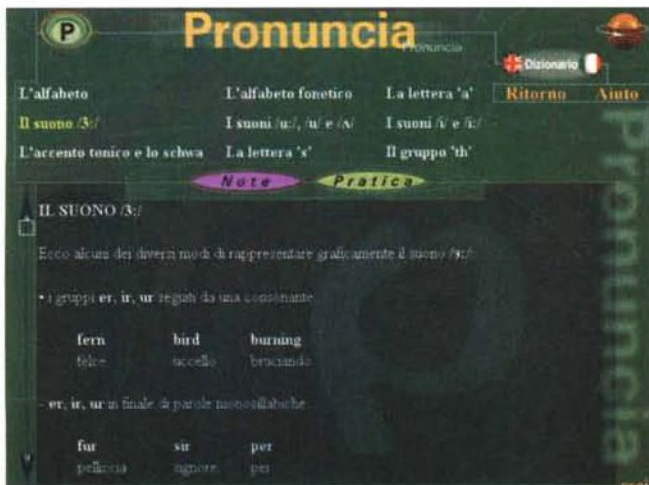 P
Pronuncia
Pronuncia
Dizionario
L'alfabeto L'alfabeto fonetico La lettera 'a' Ritorno Aiuto
Il suono /3:/ I suoni /u:/, /u/ e /ʌ/ I suoni /i/ e /i:/
L'accento tonico e lo schwa La lettera 's' Il gruppo 'th'
Note Pratica
IL SUONO /3:/
Ecco alcuni dei diversi modi di rappresentare graficamente il suono /3:/
• i gruppi er, ir, ur seguiti da una consonante
fern bird burning
felce uccello bruciando
- er, ir, ur in finale di parole monosillabiche
fur sir per
pelliccia signore per
Pronuncia